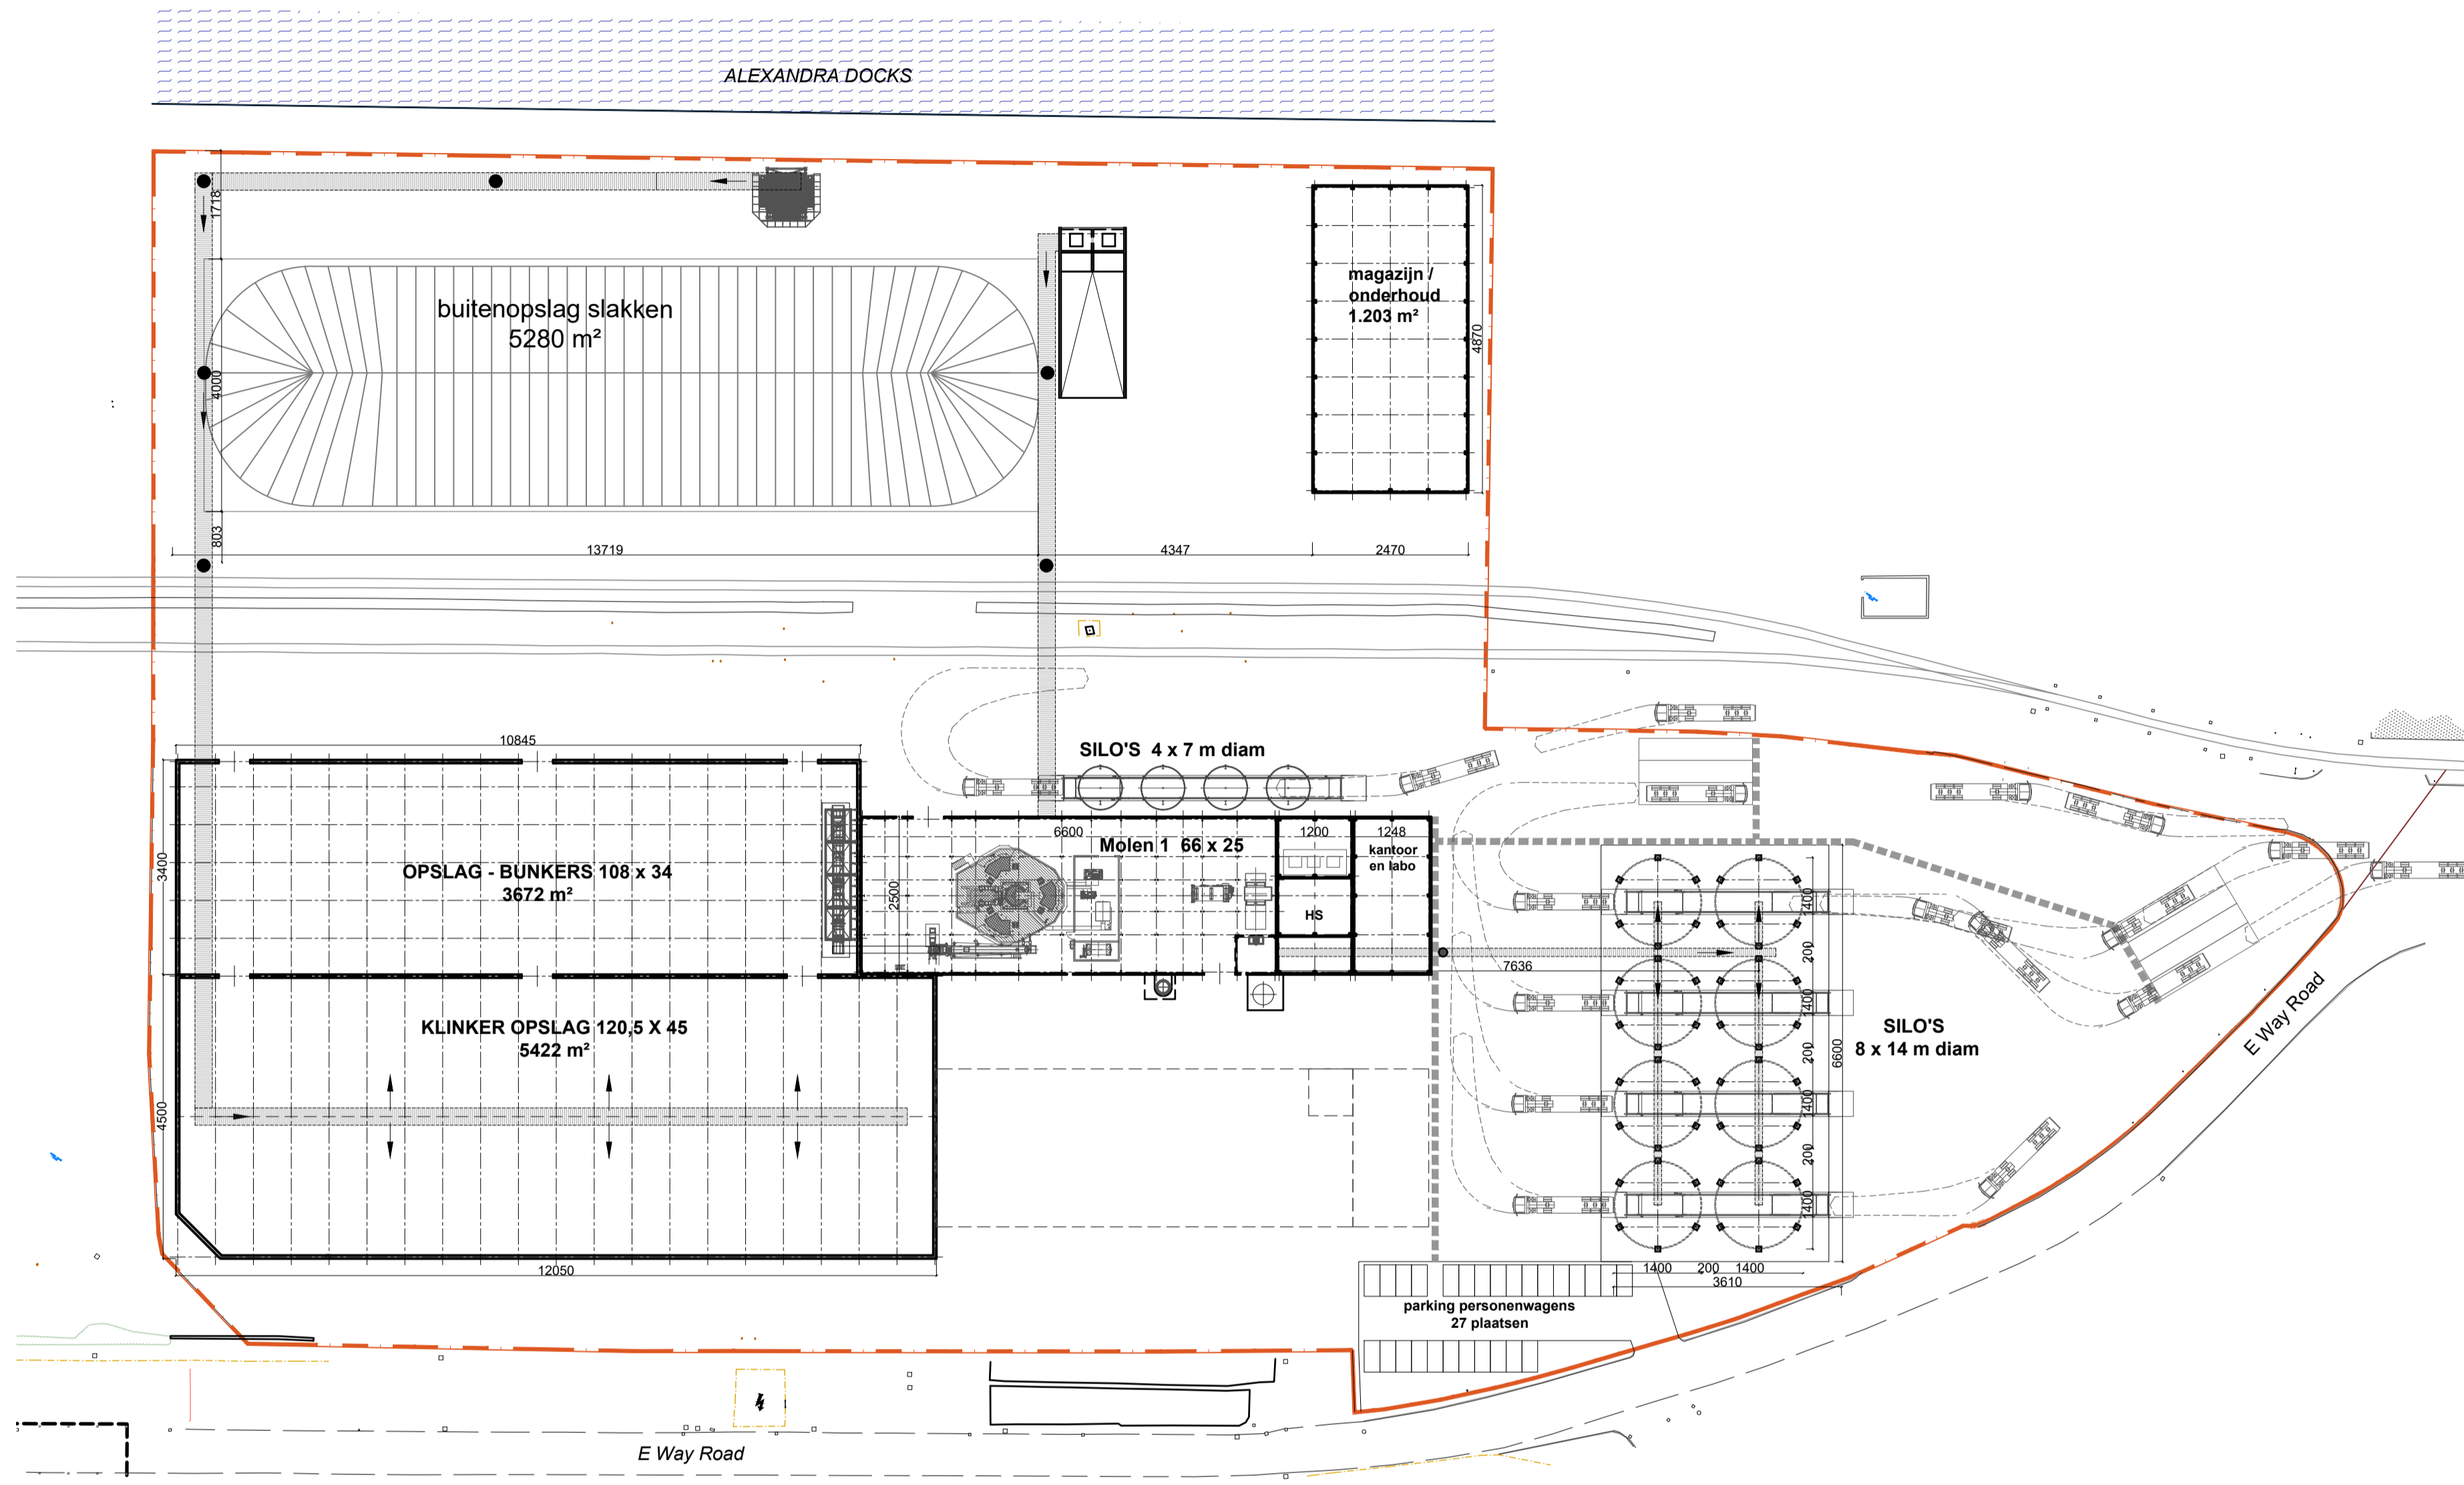 ALEXANDRA DOCKS
1718
buitenopslag slakken
5280 m²
magazijn /
onderhoud
1.203 m²
4870
4000
803
13719
4347
2470
10845
SILO'S 4 x 7 m diam
3400
OPSLAG - BUNKERS 108 x 34
3672 m²
6600
1200
1248
Molen 1 66 x 25
kantoor
en labo
2500
HS
7636
1400
200
1400
200
1400
200
1400
6600
KLINKER OPSLAG 120,5 X 45
5422 m²
4500
12050
SILO'S
8 x 14 m diam
E Way Road
1400
200
1400
3610
parking personenwagens
27 plaatsen
E Way Road